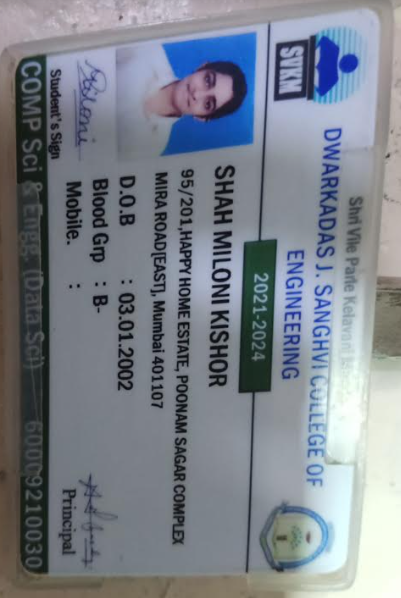 Shri Vile Parle Kelavani
SVKM
DWARKADAS J. SANGHVI COLLEGE OF
ENGINEERING
2021-2024
SHAH MILONI KISHOR
95/201,HAPPY HOME ESTATE, POONAM SAGAR COMPLEX
MIRA ROAD[EAST], Mumbai 401107
D.O.B : 03.01.2002
Blood Grp : B-
Mobile. :
Miloni
Student's Sign
Principal
COMP Sci & Engg (Data Sci) 60009210030